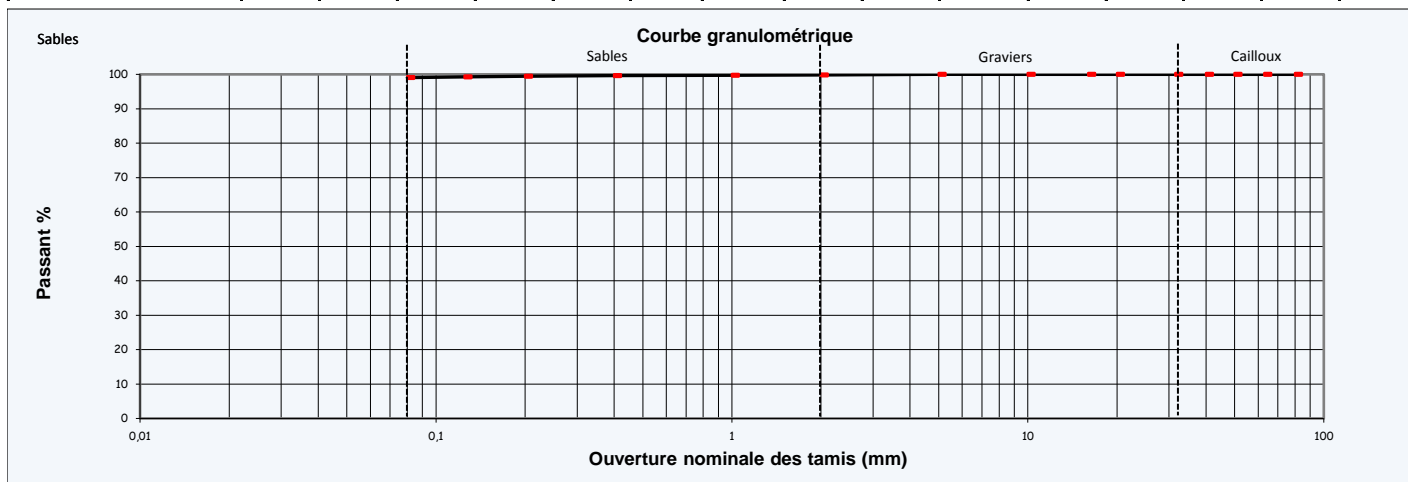 Courbe granulométrique
Sables
Sables
Graviers
Cailloux
100
90
80
70
60
50
40
30
20
10
0
Passant %
0,01
0,1
1
10
100
Ouverture nominale des tamis (mm)